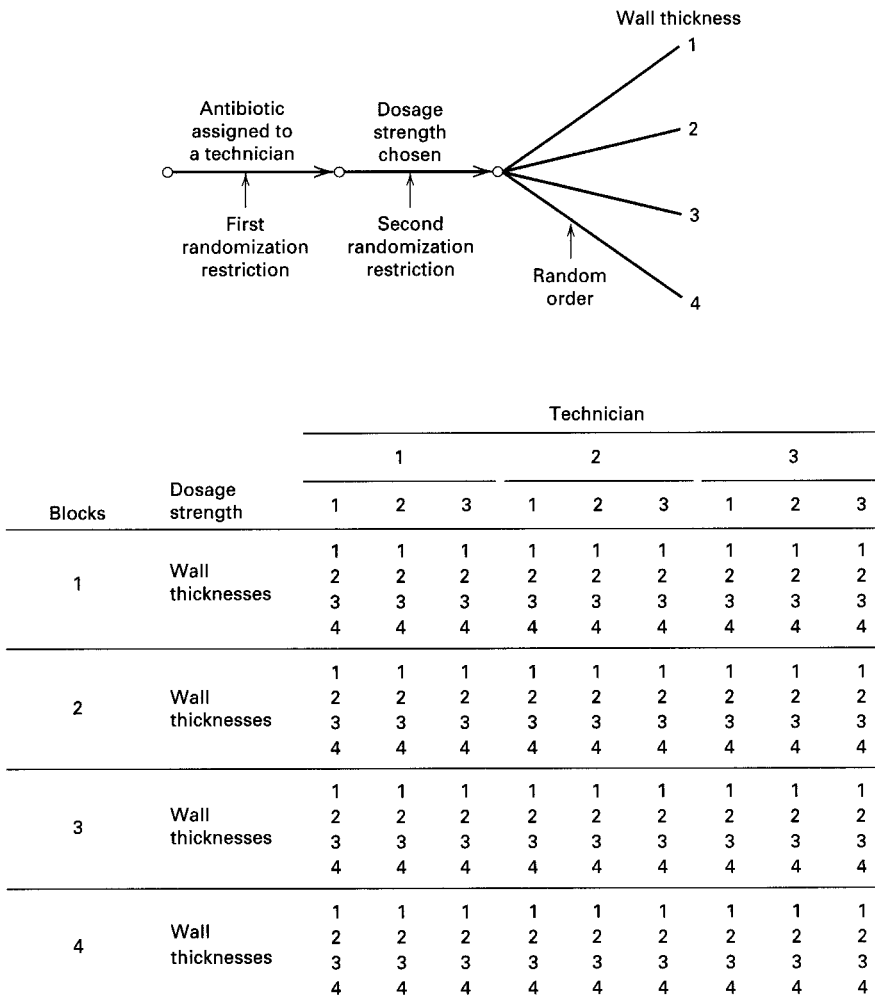 Wall thickness
1
Antibiotic
assigned to
a technician
Dosage
strength
chosen
2
First
randomization
restriction
Second
randomization
restriction
3
Random
order
4
Technician
1 2 3
Blocks Dosage strength 1 2 3 1 2 3 1 2 3
1 Wall thicknesses
1 1 1 1 1 1 1 1 1
2 2 2 2 2 2 2 2 2
3 3 3 3 3 3 3 3 3
4 4 4 4 4 4 4 4 4
2 Wall thicknesses
1 1 1 1 1 1 1 1 1
2 2 2 2 2 2 2 2 2
3 3 3 3 3 3 3 3 3
4 4 4 4 4 4 4 4 4
3 Wall thicknesses
1 1 1 1 1 1 1 1 1
2 2 2 2 2 2 2 2 2
3 3 3 3 3 3 3 3 3
4 4 4 4 4 4 4 4 4
4 Wall thicknesses
1 1 1 1 1 1 1 1 1
2 2 2 2 2 2 2 2 2
3 3 3 3 3 3 3 3 3
4 4 4 4 4 4 4 4 4